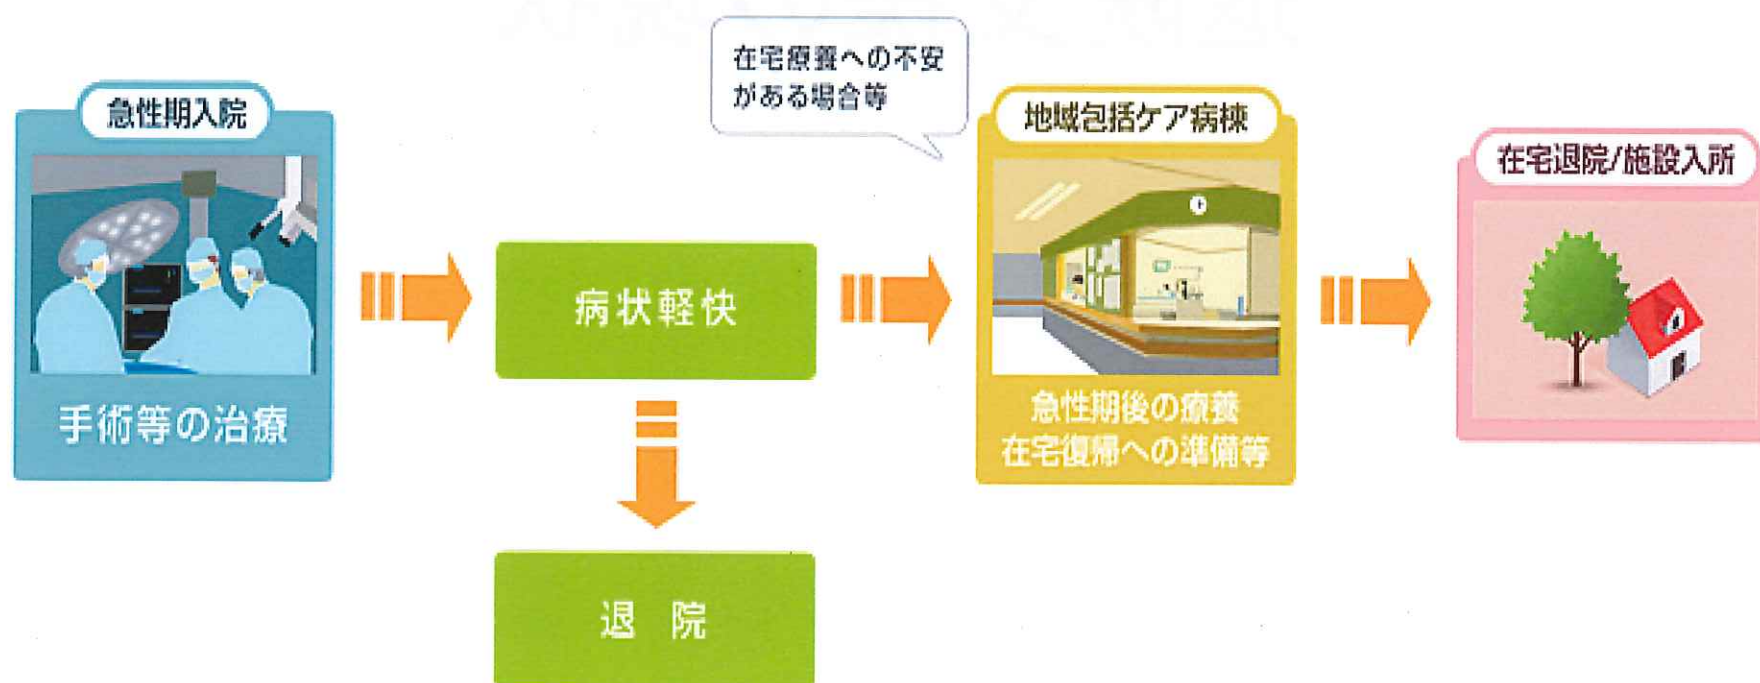 急性期入院
手術等の治療
病状軽快
退 院
在宅療養への不安
がある場合等
地域包括ケア病棟
急性期後の療養
在宅復帰への準備等
在宅退院/施設入所